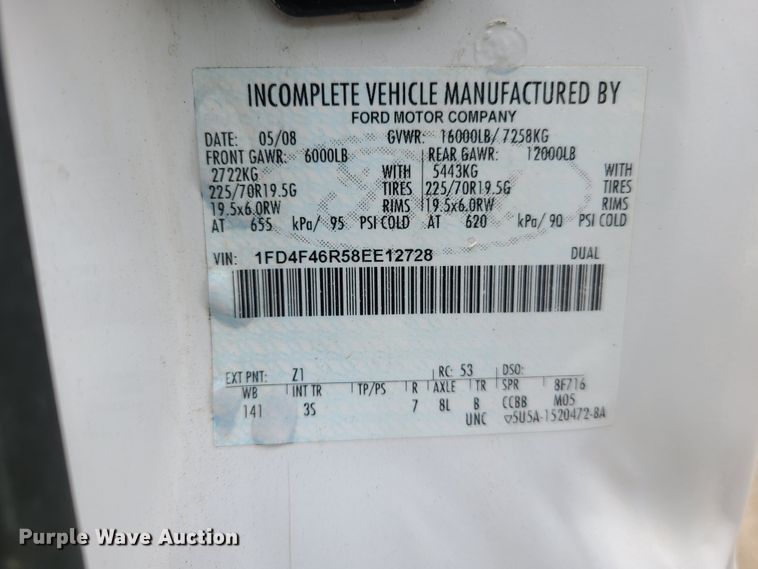 INCOMPLETE VEHICLE MANUFACTURED BY
FORD MOTOR COMPANY
DATE: 05/08 GVWR: 16000LB/ 7258KG
FRONT GAWR: 6000LB REAR GAWR: 12000LB
2722KG WITH 5443KG WITH
225/70R19.5G TIRES 225/70R19.5G TIRES
19.5x6.0RW RIMS 19.5x6.0RW RIMS
AT 655 kPa/ 95 PSI COLD AT 620 kPa/ 90 PSI COLD
VIN: 1FD4F46R58EE12728 DUAL
EXT PNT: Z1 RC: 53 DSO:
WB INT TR TP/PS R AXLE TR SPR 8F716
141 3S 7 8L B CCBB M05
UNC ▽5U5A-1520472-8A
Purple Wave Auction